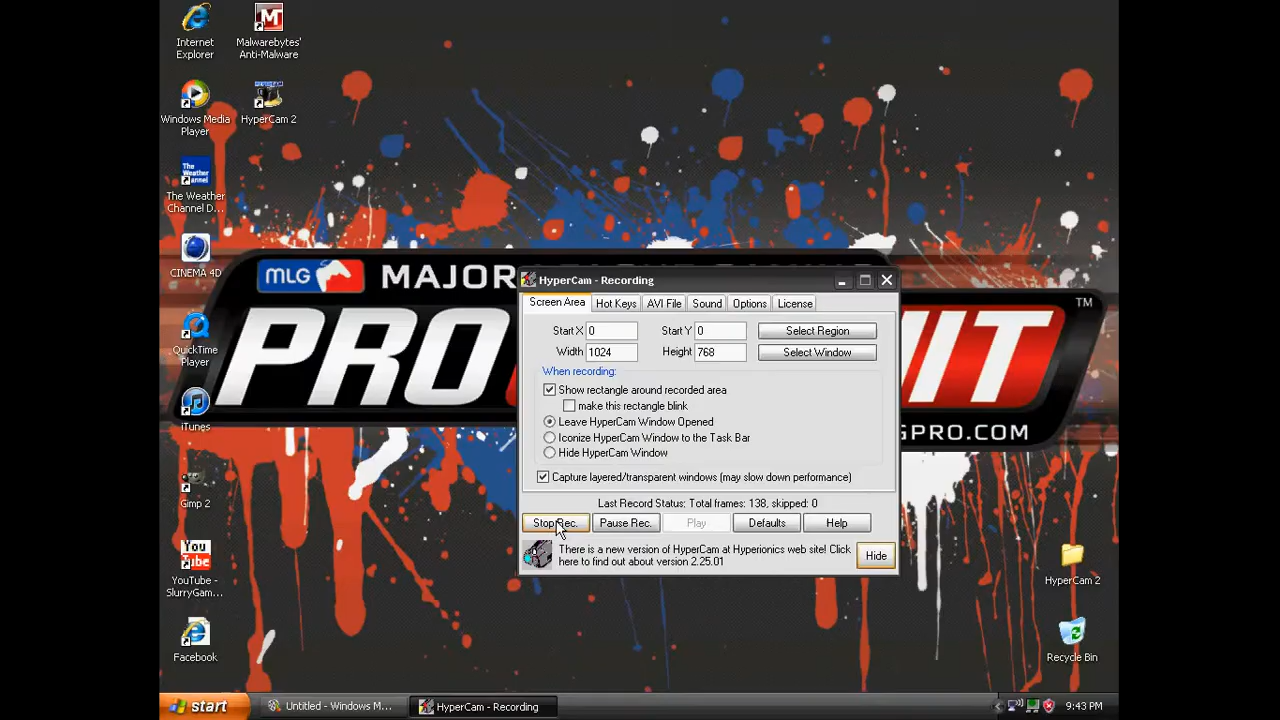 Internet
Explorer
Malwarebytes'
Anti-Malware
Windows Media
Player
HyperCam 2
The
Weather
Channel
The Weather
Channel D...
CINEMA 4D
QuickTime
Player
iTunes
Gimp 2
You
Tube
YouTube -
SlurryGam...
Facebook
MLG
MAJOR
PRO
IT
TM
GPRO.COM
HyperCam - Recording
Screen Area
Hot Keys
AVI File
Sound
Options
License
Start X 0
Start Y 0
Select Region
Width 1024
Height 768
Select Window
When recording:
Show rectangle around recorded area
make this rectangle blink
Leave HyperCam Window Opened
Iconize HyperCam Window to the Task Bar
Hide HyperCam Window
Capture layered/transparent windows (may slow down performance)
Last Record Status: Total frames: 138, skipped: 0
Stop Rec.
Pause Rec.
Play
Defaults
Help
There is a new version of HyperCam at Hyperionics web site! Click
here to find out about version 2.25.01
Hide
HyperCam 2
Recycle Bin
start
Untitled - Windows M...
HyperCam - Recording
9:43 PM